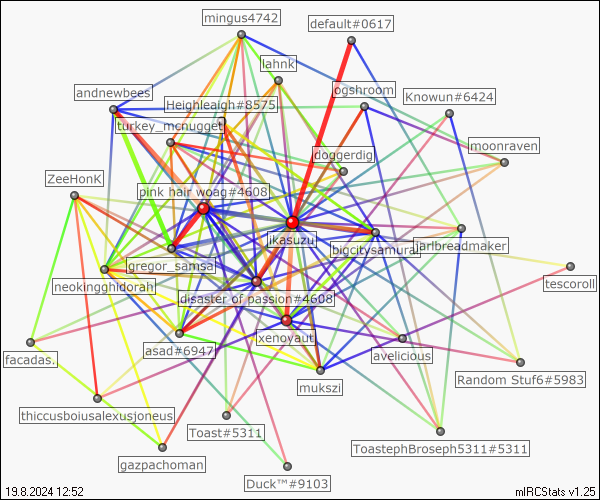 mingus4742
default#0617
lahnk
andnewbees
ogshroom
Knowun#6424
Heighleaigh#8575
turkey_mcnugget
moonraven
doggerdig
ZeeHonK
pink hair woag#4608
ikasuzu
bigcitysamurai
jarlbreadmaker
gregor_samsa
neokingghidorah
tescoroll
disaster of passion#4608
xenoyaut
asad#6947
avelicious
facadas.
mukszi
Random Stuf6#5983
thiccusboiusalexusjoneus
Toast#5311
ToastephBroseph5311#5311
gazpachoman
Duck™#9103
19.8.2024 12:52
mIRCStats v1.25